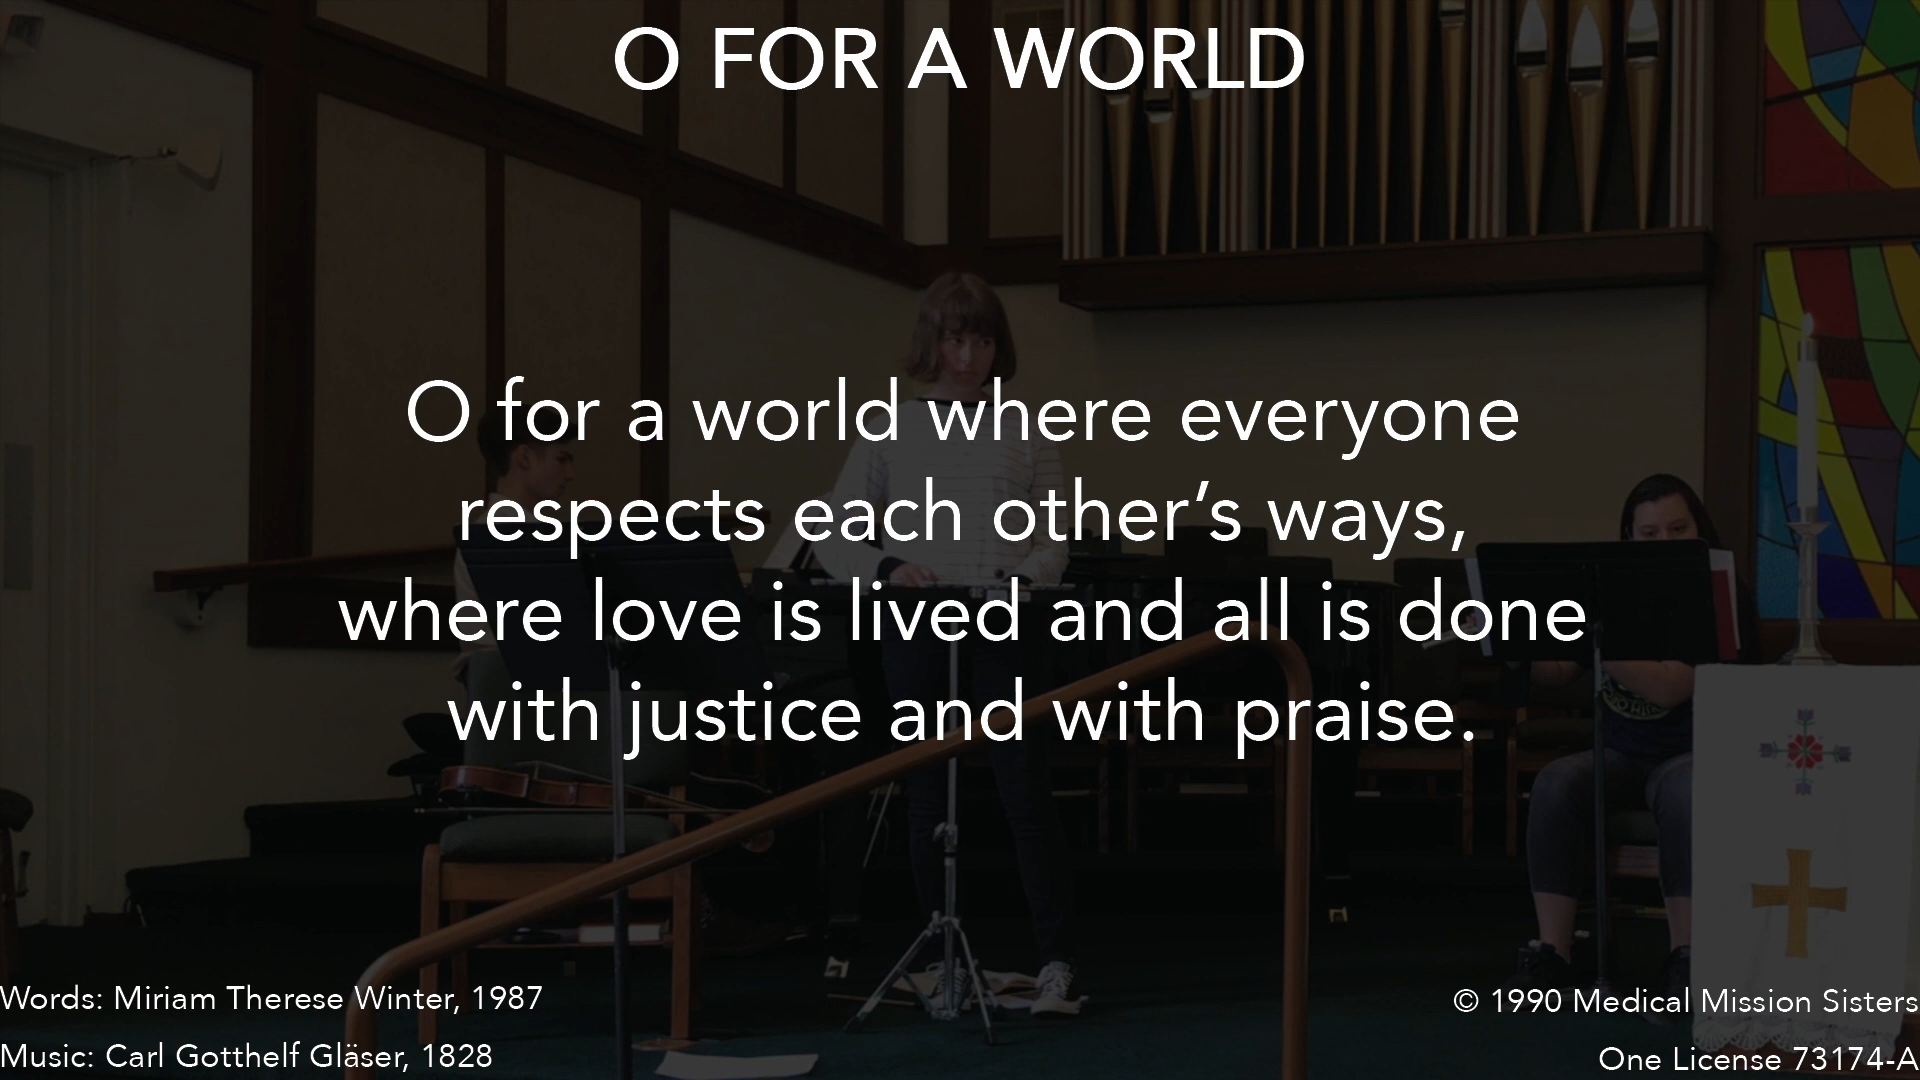 O FOR A WORLD
O for a world where everyone
respects each other’s ways,
where love is lived and all is done
with justice and with praise.
Words: Miriam Therese Winter, 1987
Music: Carl Gotthelf Gläser, 1828
© 1990 Medical Mission Sisters
One License 73174-A